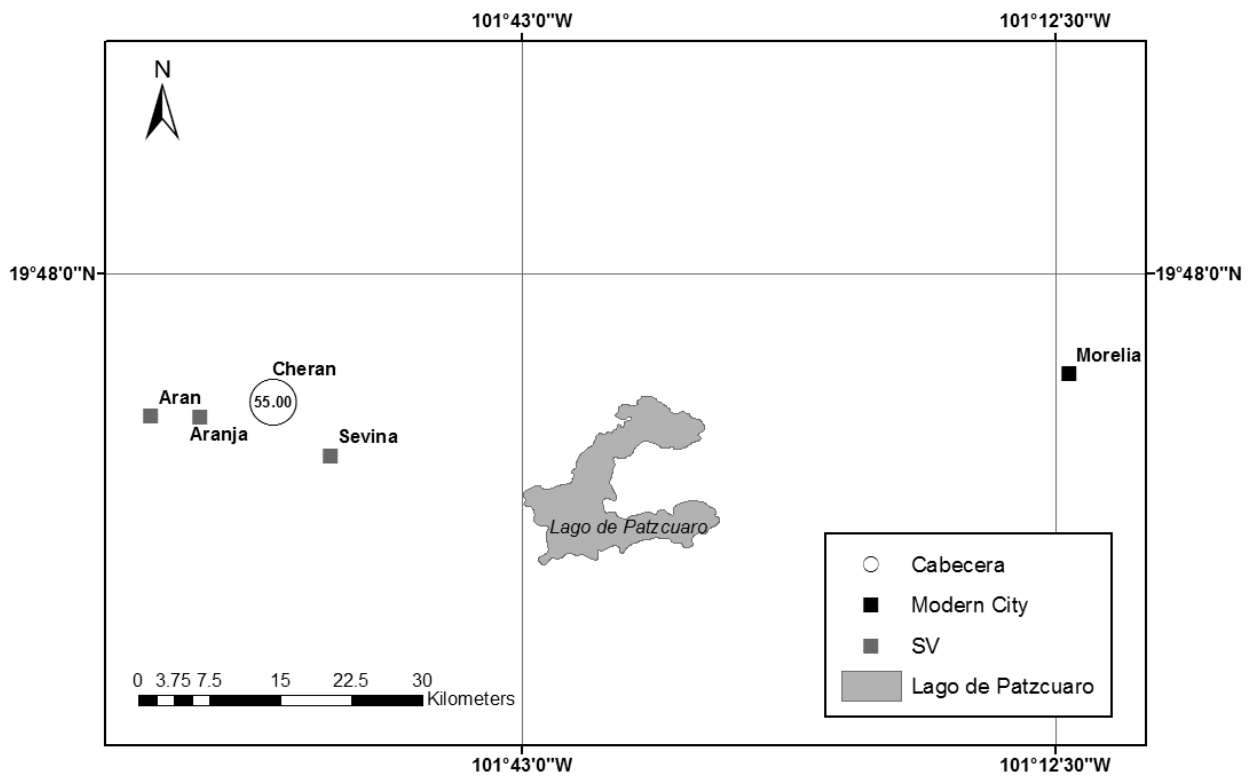 101°43'0"W
101°12'30"W
N
19°48'0"N
19°48'0"N
Morelia
Cheran
Aran
55.00
Aranja
Sevina
Lago de Patzcuaro
Cabecera
Modern City
SV
Lago de Patzcuaro
0 3.75 7.5 15 22.5 30
Kilometers
101°43'0"W
101°12'30"W